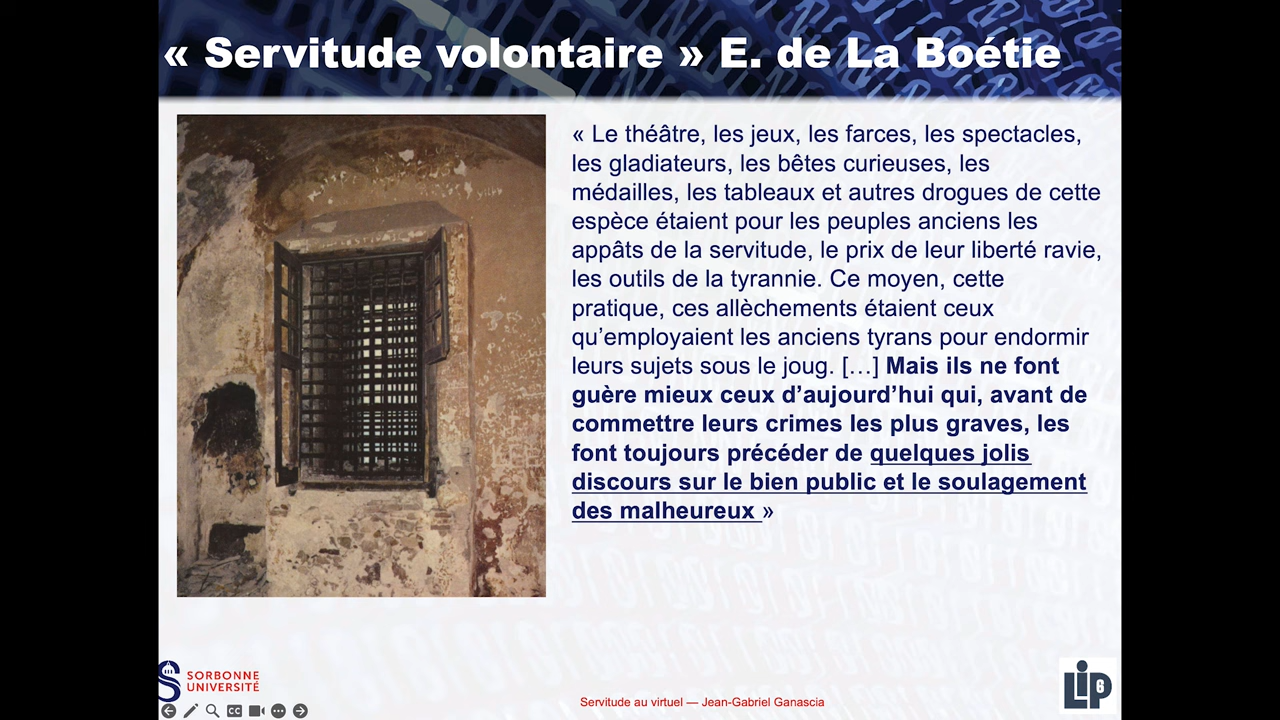 « Servitude volontaire » E. de La Boétie
« Le théâtre, les jeux, les farces, les spectacles,
les gladiateurs, les bêtes curieuses, les
médailles, les tableaux et autres drogues de cette
espèce étaient pour les peuples anciens les
appâts de la servitude, le prix de leur liberté ravie,
les outils de la tyrannie. Ce moyen, cette
pratique, ces allèchements étaient ceux
qu’employaient les anciens tyrans pour endormir
leurs sujets sous le joug. […] Mais ils ne font
guère mieux ceux d’aujourd’hui qui, avant de
commettre leurs crimes les plus graves, les
font toujours précéder de quelques jolis
discours sur le bien public et le soulagement
des malheureux »
SORBONNE
UNIVERSITÉ
CC
Servitude au virtuel — Jean-Gabriel Ganascia
LIP6